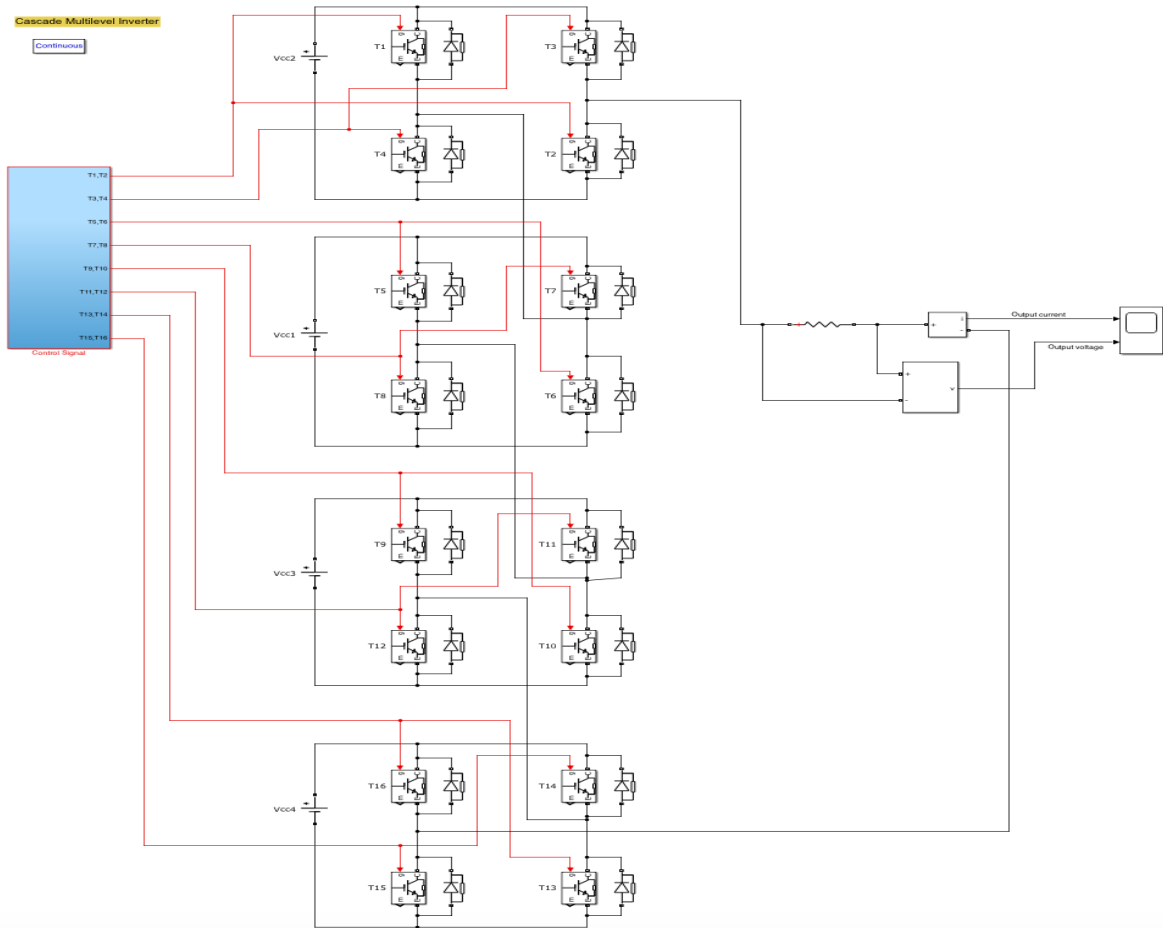 Cascade Multilevel Inverter
Continuous
T1
T3
Vcc2
T4
T2
T1,T2
T3,T4
T5,T6
T7,T8
T9,T10
T11,T12
T13,T14
T15,T16
Control Signal
T5
T7
Vcc1
T8
T6
Output current
Output voltage
+
i
-
+
-
v
T9
T11
Vcc3
T12
T10
T16
T14
Vcc4
T15
T13